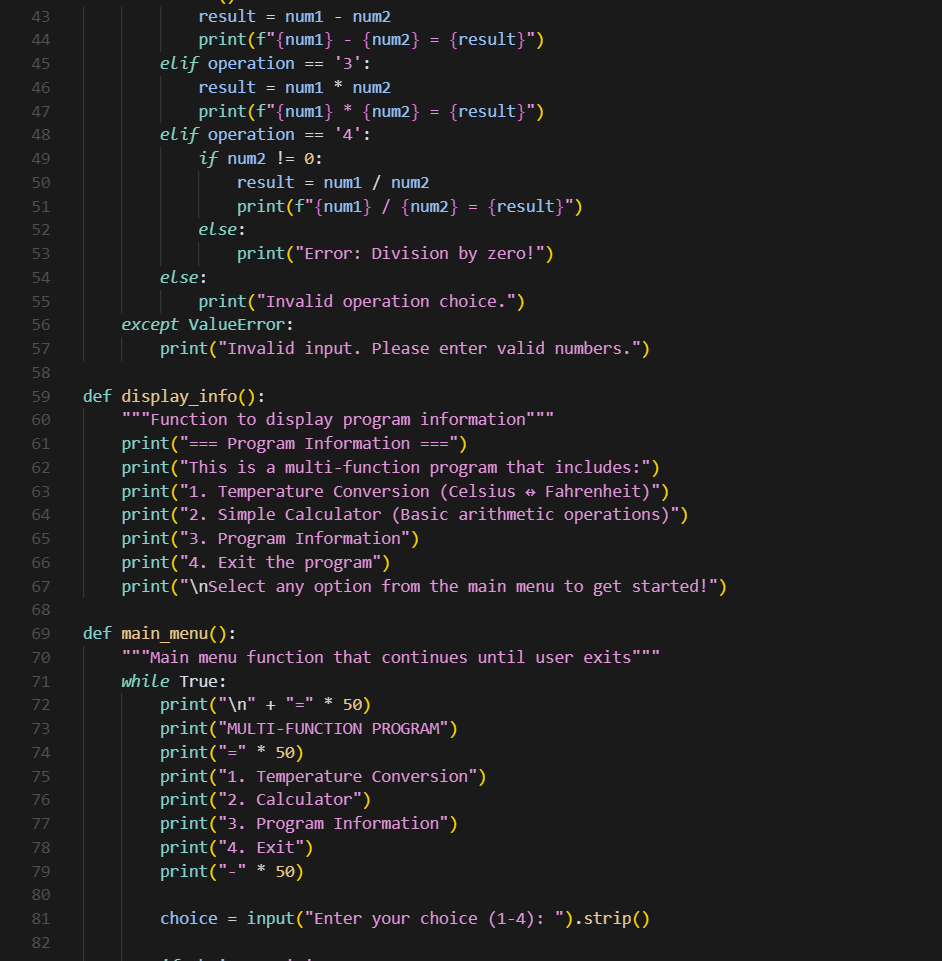 43 result = num1 - num2
44 print(f"{num1} - {num2} = {result}")
45 elif operation == '3':
46 result = num1 * num2
47 print(f"{num1} * {num2} = {result}")
48 elif operation == '4':
49 if num2 != 0:
50 result = num1 / num2
51 print(f"{num1} / {num2} = {result}")
52 else:
53 print("Error: Division by zero!")
54 else:
55 print("Invalid operation choice.")
56 except ValueError:
57 print("Invalid input. Please enter valid numbers.")
58
59 def display_info():
60 """Function to display program information"""
61 print("=== Program Information ===")
62 print("This is a multi-function program that includes:")
63 print("1. Temperature Conversion (Celsius ↔ Fahrenheit)")
64 print("2. Simple Calculator (Basic arithmetic operations)")
65 print("3. Program Information")
66 print("4. Exit the program")
67 print("\nSelect any option from the main menu to get started!")
68
69 def main_menu():
70 """Main menu function that continues until user exits"""
71 while True:
72 print("\n" + "=" * 50)
73 print("MULTI-FUNCTION PROGRAM")
74 print("=" * 50)
75 print("1. Temperature Conversion")
76 print("2. Calculator")
77 print("3. Program Information")
78 print("4. Exit")
79 print("-" * 50)
80
81 choice = input("Enter your choice (1-4): ").strip()
82